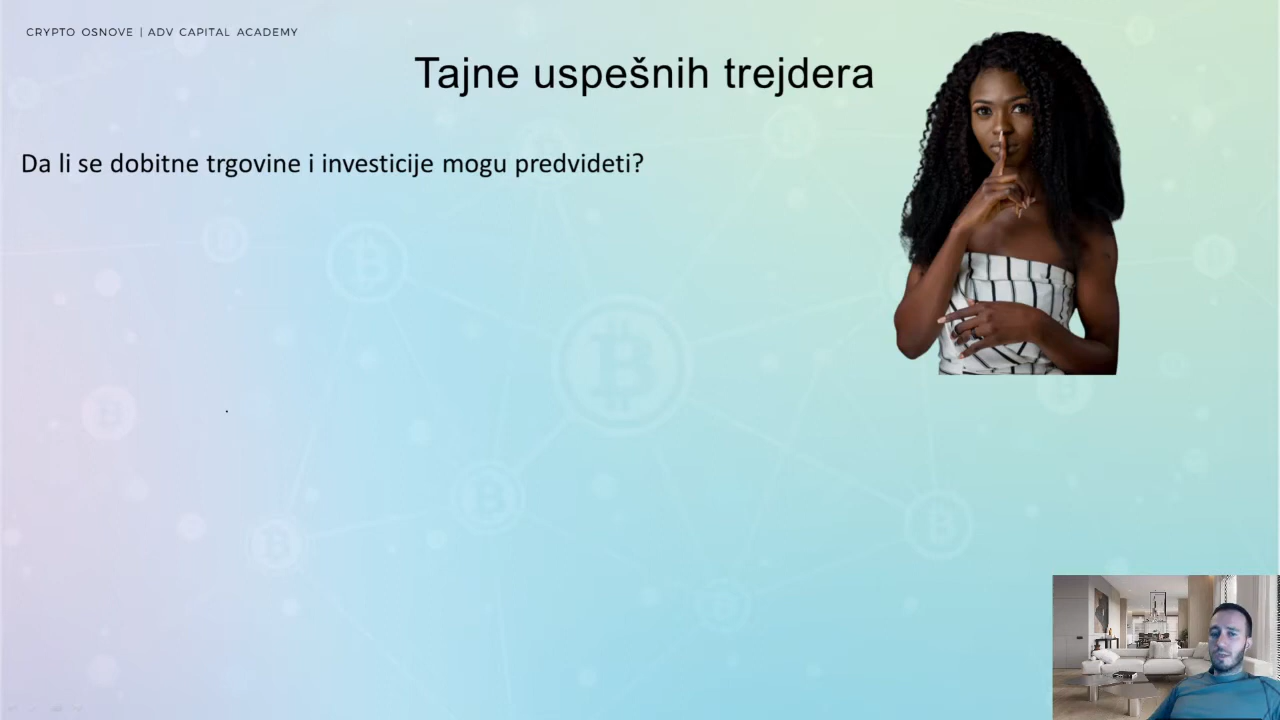 CRYPTO OSNOVE | ADV CAPITAL ACADEMY
Tajne uspešnih trejdera
Da li se dobitne trgovine i investicije mogu predvideti?